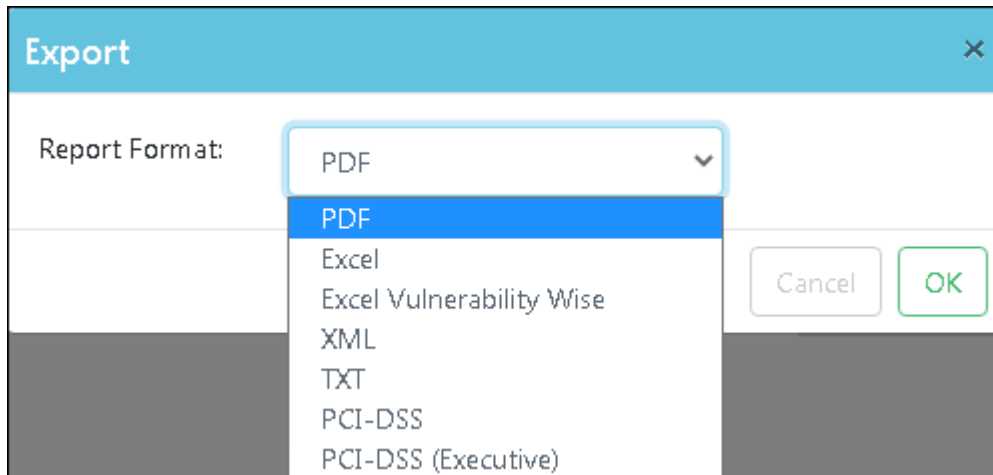 Export
Report Format:
PDF
PDF
Excel
Excel Vulnerability Wise
XML
TXT
PCI-DSS
PCI-DSS (Executive)
Cancel
OK